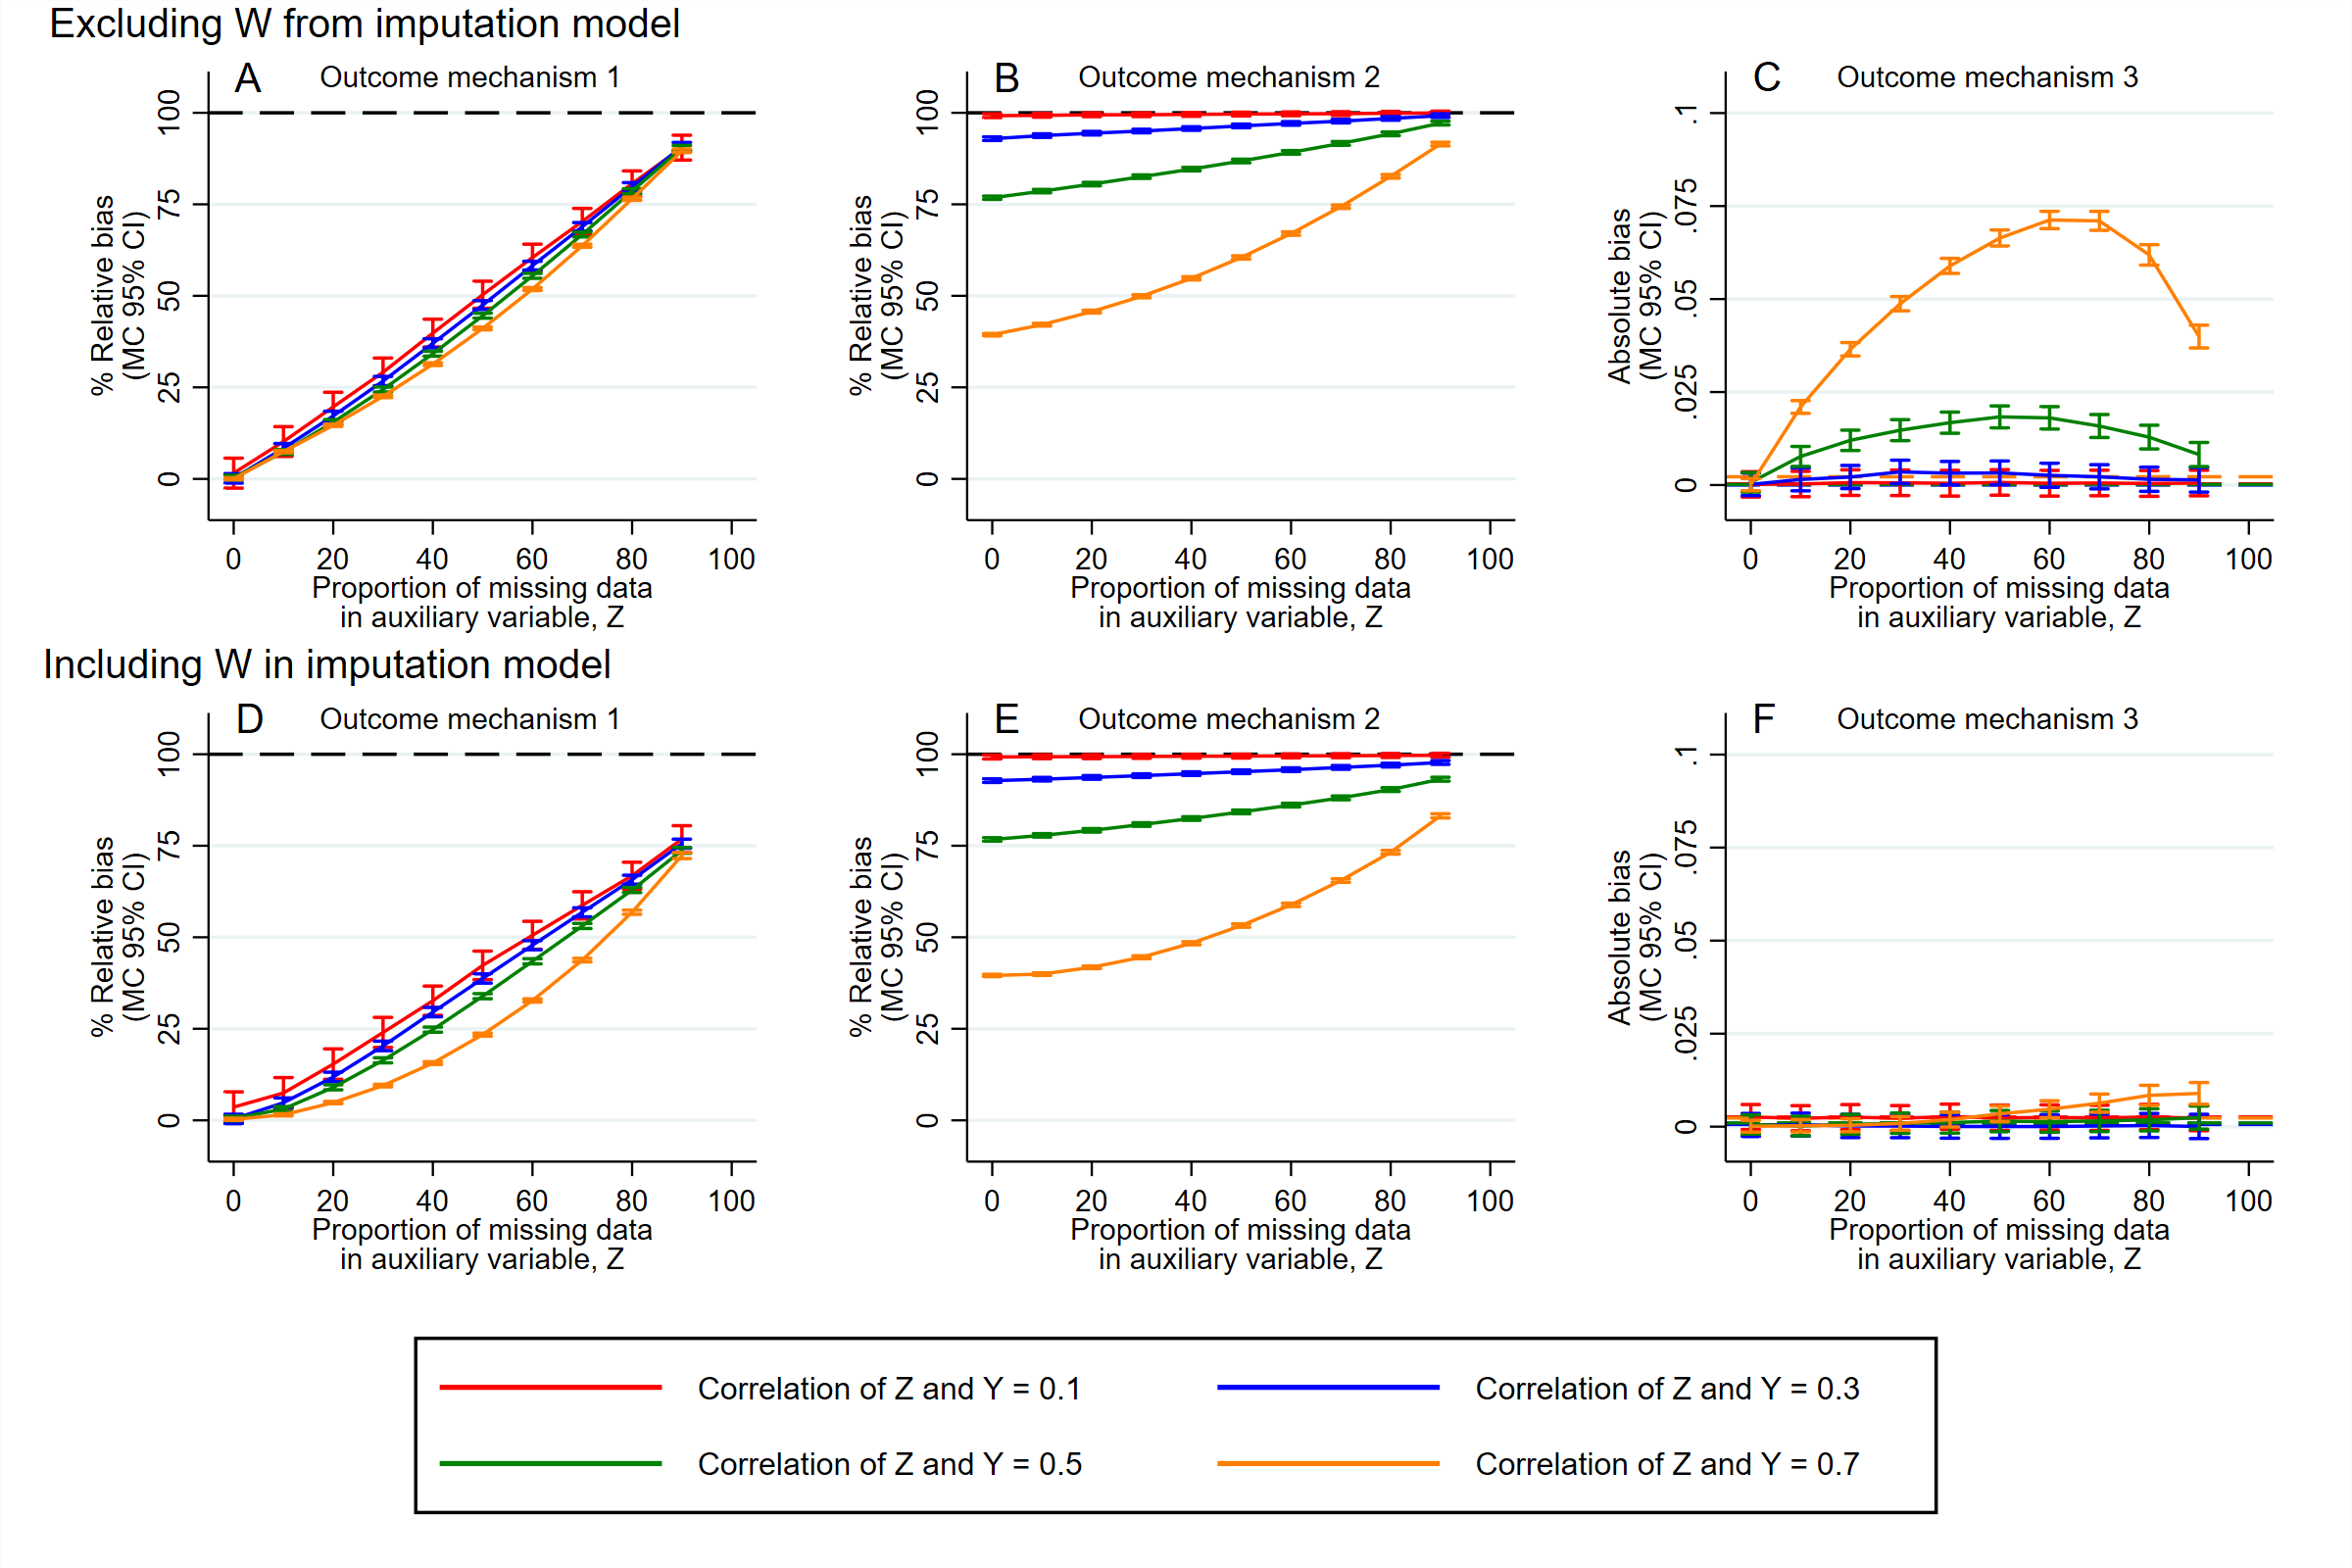 Excluding W from imputation model
A
Outcome mechanism 1
% Relative bias
(MC 95% CI)
100
75
50
25
0
0 20 40 60 80 100
Proportion of missing data
in auxiliary variable, Z
B
Outcome mechanism 2
% Relative bias
(MC 95% CI)
100
75
50
25
0
0 20 40 60 80 100
Proportion of missing data
in auxiliary variable, Z
C
Outcome mechanism 3
Absolute bias
(MC 95% CI)
.1
.075
.05
.025
0
0 20 40 60 80 100
Proportion of missing data
in auxiliary variable, Z
Including W in imputation model
D
Outcome mechanism 1
% Relative bias
(MC 95% CI)
100
75
50
25
0
0 20 40 60 80 100
Proportion of missing data
in auxiliary variable, Z
E
Outcome mechanism 2
% Relative bias
(MC 95% CI)
100
75
50
25
0
0 20 40 60 80 100
Proportion of missing data
in auxiliary variable, Z
F
Outcome mechanism 3
Absolute bias
(MC 95% CI)
.1
.075
.05
.025
0
0 20 40 60 80 100
Proportion of missing data
in auxiliary variable, Z
Correlation of Z and Y = 0.1
Correlation of Z and Y = 0.3
Correlation of Z and Y = 0.5
Correlation of Z and Y = 0.7